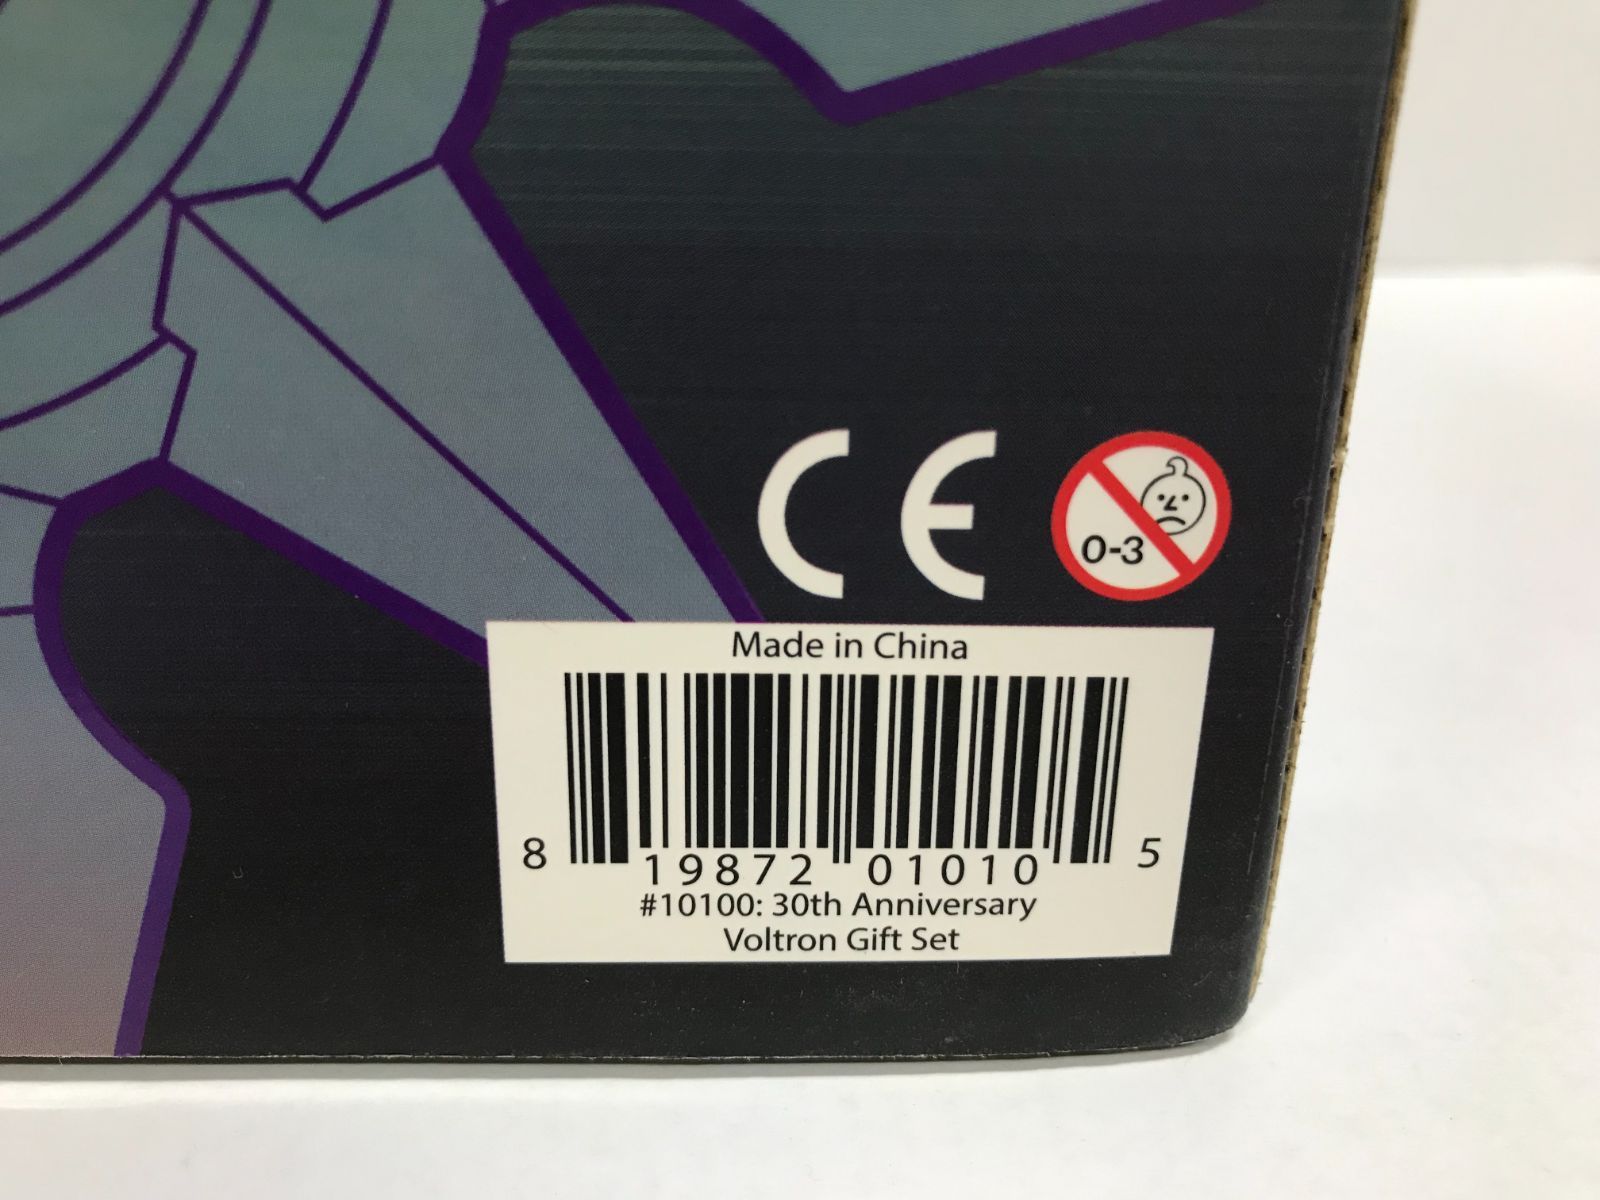 CE
0-3
Made in China
8 19872 01010 5
#10100: 30th Anniversary
Voltron Gift Set